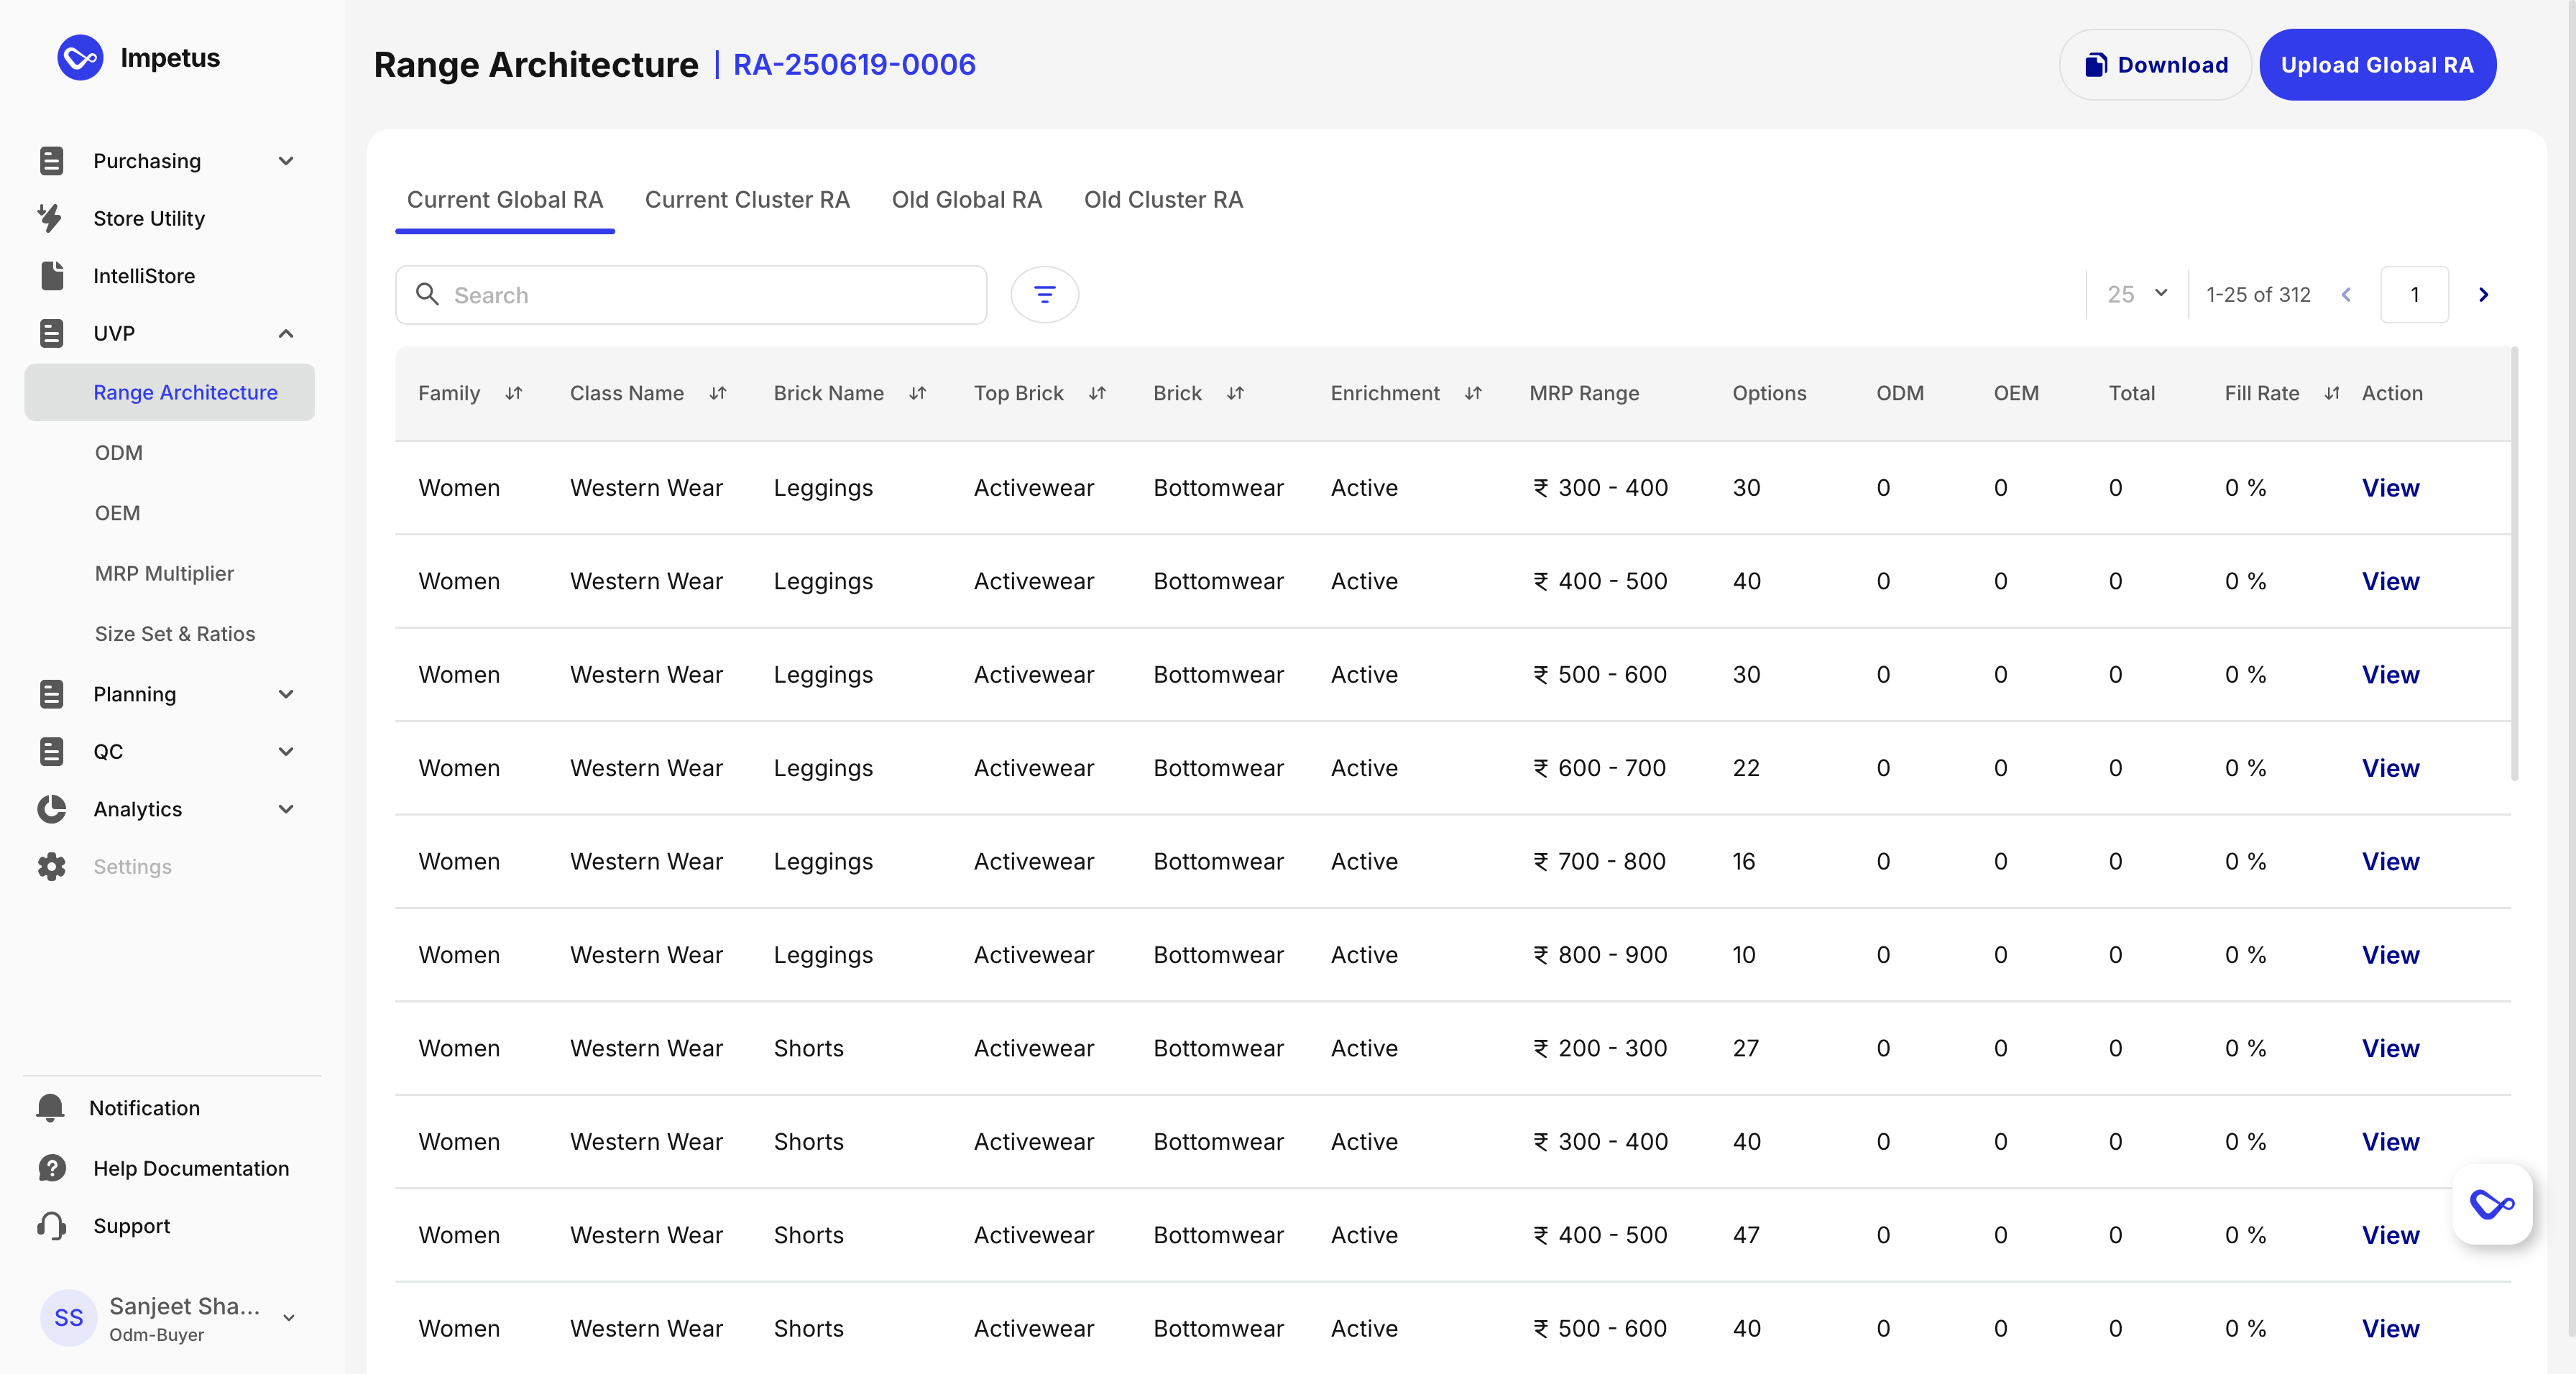 Impetus
Purchasing
Store Utility
IntelliStore
UVP
Range Architecture
ODM
OEM
MRP Multiplier
Size Set & Ratios
Planning
QC
Analytics
Settings
Notification
Help Documentation
Support
SS
Sanjeet Sha...
Odm-Buyer
Range Architecture | RA-250619-0006
Download
Upload Global RA
Current Global RA Current Cluster RA Old Global RA Old Cluster RA
Search
25 1-25 of 312 1
Family Class Name Brick Name Top Brick Brick Enrichment MRP Range Options ODM OEM Total Fill Rate Action
Women Western Wear Leggings Activewear Bottomwear Active ₹ 300 - 400 30 0 0 0 0 % View
Women Western Wear Leggings Activewear Bottomwear Active ₹ 400 - 500 40 0 0 0 0 % View
Women Western Wear Leggings Activewear Bottomwear Active ₹ 500 - 600 30 0 0 0 0 % View
Women Western Wear Leggings Activewear Bottomwear Active ₹ 600 - 700 22 0 0 0 0 % View
Women Western Wear Leggings Activewear Bottomwear Active ₹ 700 - 800 16 0 0 0 0 % View
Women Western Wear Leggings Activewear Bottomwear Active ₹ 800 - 900 10 0 0 0 0 % View
Women Western Wear Shorts Activewear Bottomwear Active ₹ 200 - 300 27 0 0 0 0 % View
Women Western Wear Shorts Activewear Bottomwear Active ₹ 300 - 400 40 0 0 0 0 % View
Women Western Wear Shorts Activewear Bottomwear Active ₹ 400 - 500 47 0 0 0 0 % View
Women Western Wear Shorts Activewear Bottomwear Active ₹ 500 - 600 40 0 0 0 0 % View